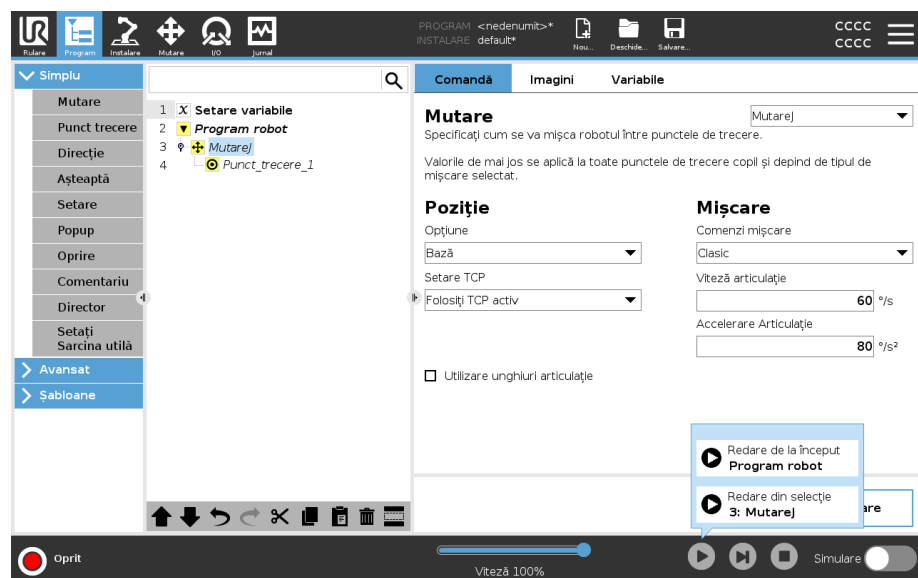 UR
Rulare
Program
Instalare
Mutare
I/O
Jurnal
PROGRAM <nedenumit>*
INSTALARE default*
Nou...
Deschide...
Salvare...
cccc
cccc
Simplu
Mutare
Punct trecere
Direcție
Așteaptă
Setare
Popup
Oprire
Comentariu
Director
Setați
Sarcina utilă
Avansat
Șabloane
1 X Setare variabile
2 Program robot
3 MutareJ
4 Punct_trecere_1
Comandă
Imagini
Variabile
Mutare
MutareJ
Specificați cum se va mișca robotul între punctele de trecere.
Valorile de mai jos se aplică la toate punctele de trecere copil și depind de tipul de
mișcare selectat.
Poziţie
Opțiune
Bază
Setare TCP
Folosiți TCP activ
Utilizare unghiuri articulație
Mișcare
Comenzi mișcare
Clasic
Viteză articulație
60 °/s
Accelerare Articulație
80 °/s²
Redare de la început
Program robot
Redare din selecție
3: MutareJ
are
Oprit
Viteză 100%
Simulare